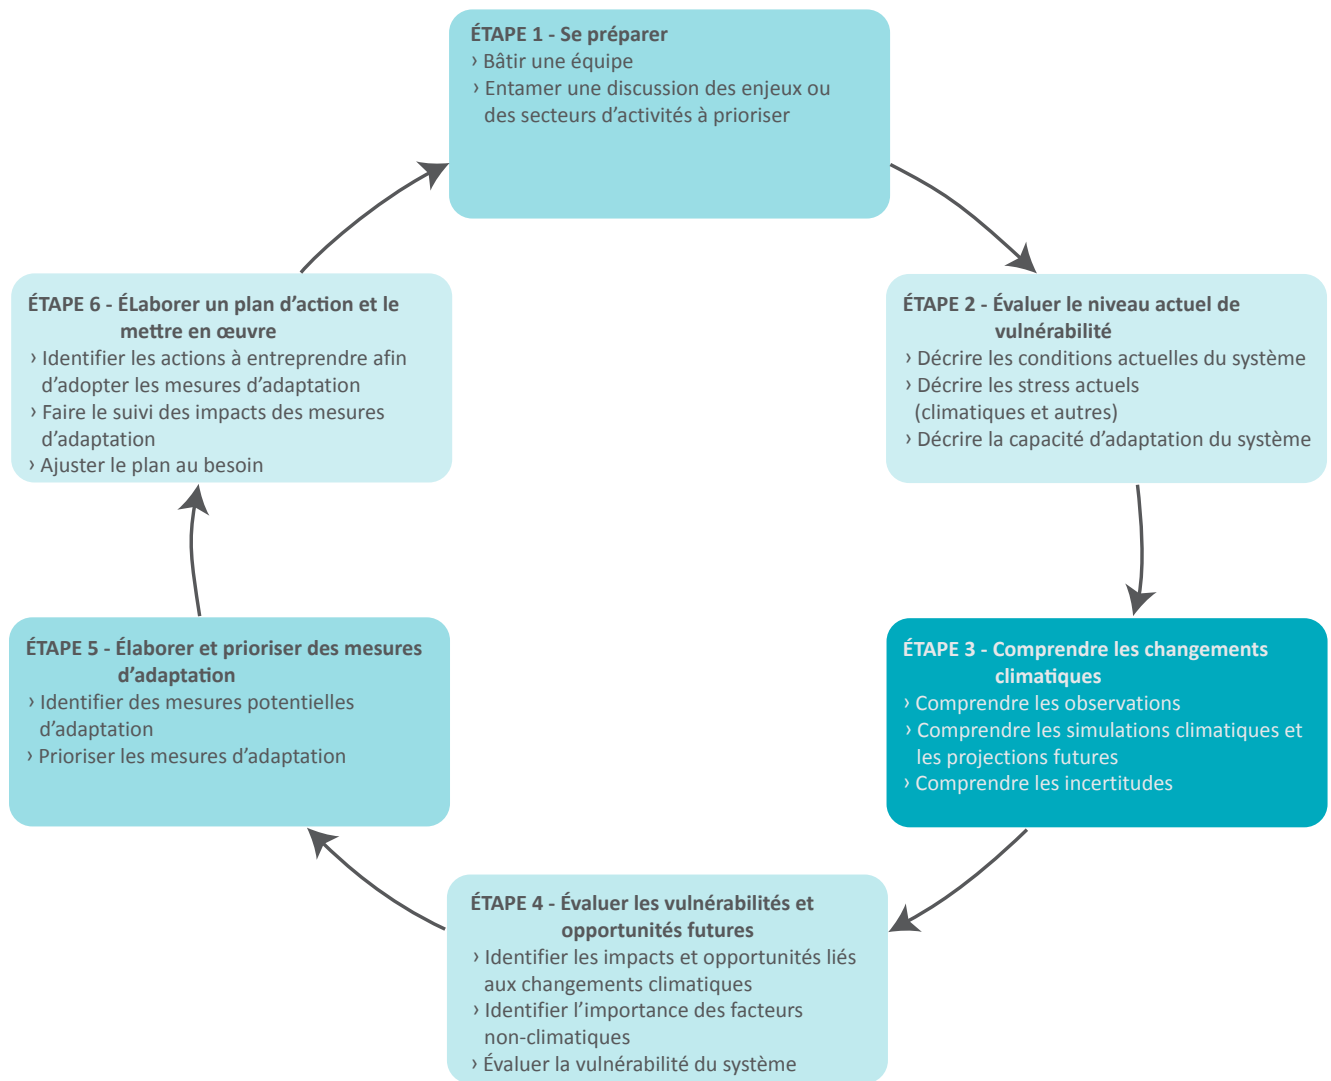 ÉTAPE 1 - Se préparer
› Bâtir une équipe
› Entamer une discussion des enjeux ou
des secteurs d’activités à prioriser
ÉTAPE 2 - Évaluer le niveau actuel de
vulnérabilité
› Décrire les conditions actuelles du système
› Décrire les stress actuels
(climatiques et autres)
› Décrire la capacité d’adaptation du système
ÉTAPE 3 - Comprendre les changements
climatiques
› Comprendre les observations
› Comprendre les simulations climatiques et
les projections futures
› Comprendre les incertitudes
ÉTAPE 4 - Évaluer les vulnérabilités et
opportunités futures
› Identifier les impacts et opportunités liés
aux changements climatiques
› Identifier l’importance des facteurs
non-climatiques
› Évaluer la vulnérabilité du système
ÉTAPE 5 - Élaborer et prioriser des mesures
d’adaptation
› Identifier des mesures potentielles
d’adaptation
› Prioriser les mesures d’adaptation
ÉTAPE 6 - ÉLaborer un plan d’action et le
mettre en œuvre
› Identifier les actions à entreprendre afin
d’adopter les mesures d’adaptation
› Faire le suivi des impacts des mesures
d’adaptation
› Ajuster le plan au besoin